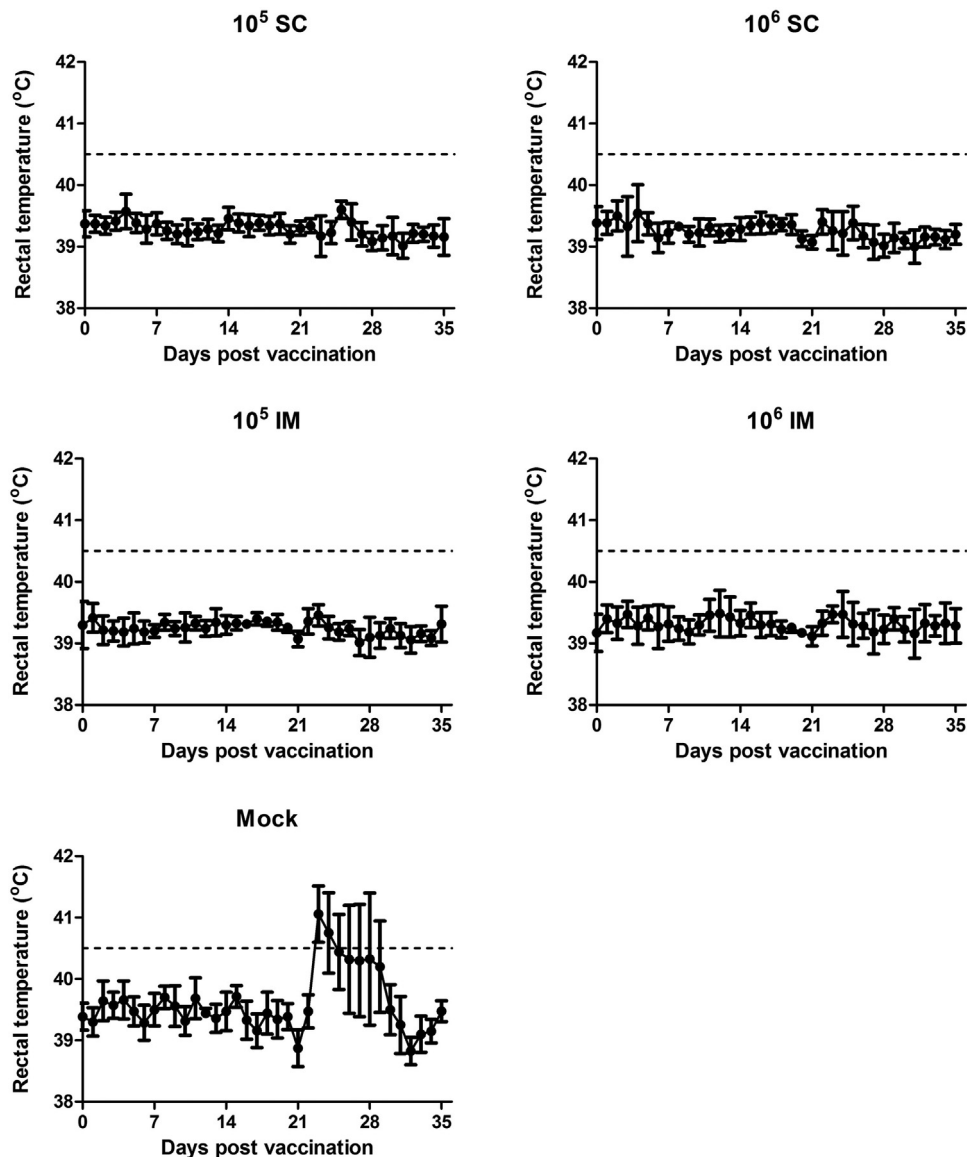 10⁵ SC
10⁶ SC
Rectal temperature (°C)
42
41
40
39
38
0 7 14 21 28 35
Days post vaccination
Rectal temperature (°C)
42
41
40
39
38
0 7 14 21 28 35
Days post vaccination
10⁵ IM
10⁶ IM
Rectal temperature (°C)
42
41
40
39
38
0 7 14 21 28 35
Days post vaccination
Rectal temperature (°C)
42
41
40
39
38
0 7 14 21 28 35
Days post vaccination
Mock
Rectal temperature (°C)
42
41
40
39
38
0 7 14 21 28 35
Days post vaccination